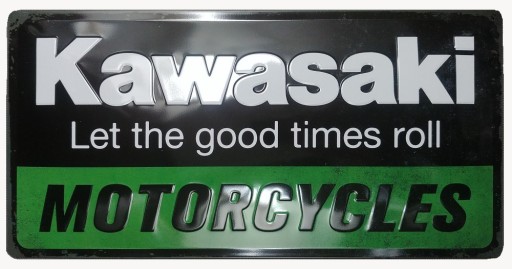 Kawasaki
Let the good times roll
MOTORCYCLES